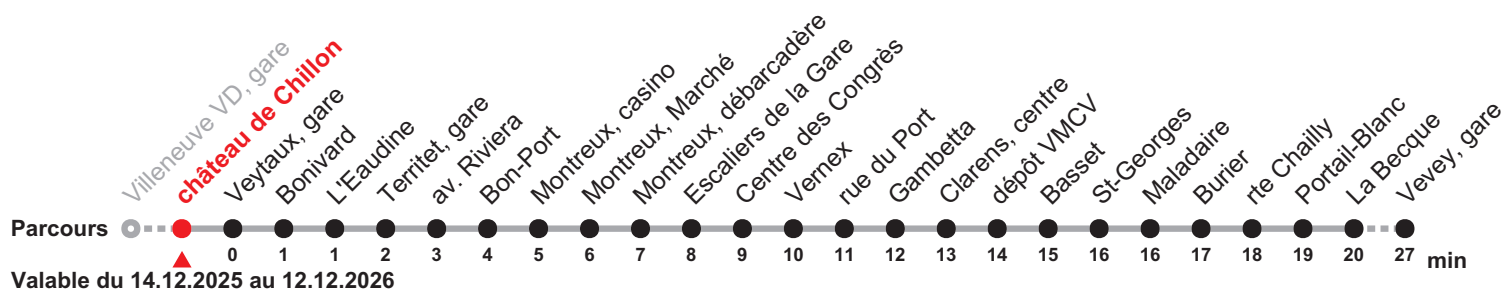 Villeneuve VD, gare
château de Chillon
Veytaux, gare
Bonivard
L'Eaudine
Territet, gare
av. Riviera
Bon-Port
Montreux, casino
Montreux, Marché
Montreux, débarcadère
Escaliers de la Gare
Centre des Congrès
Vernex
rue du Port
Gambetta
Clarens, centre
dépôt VMCV
Basset
St-Georges
Maladaire
Burier
rte Chailly
Portail-Blanc
La Becque
Vevey, gare
Parcours
0 1 1 2 3 4 5 6 7 8 9 10 11 12 13 14 15 16 16 17 18 19 20 27 min
Valable du 14.12.2025 au 12.12.2026